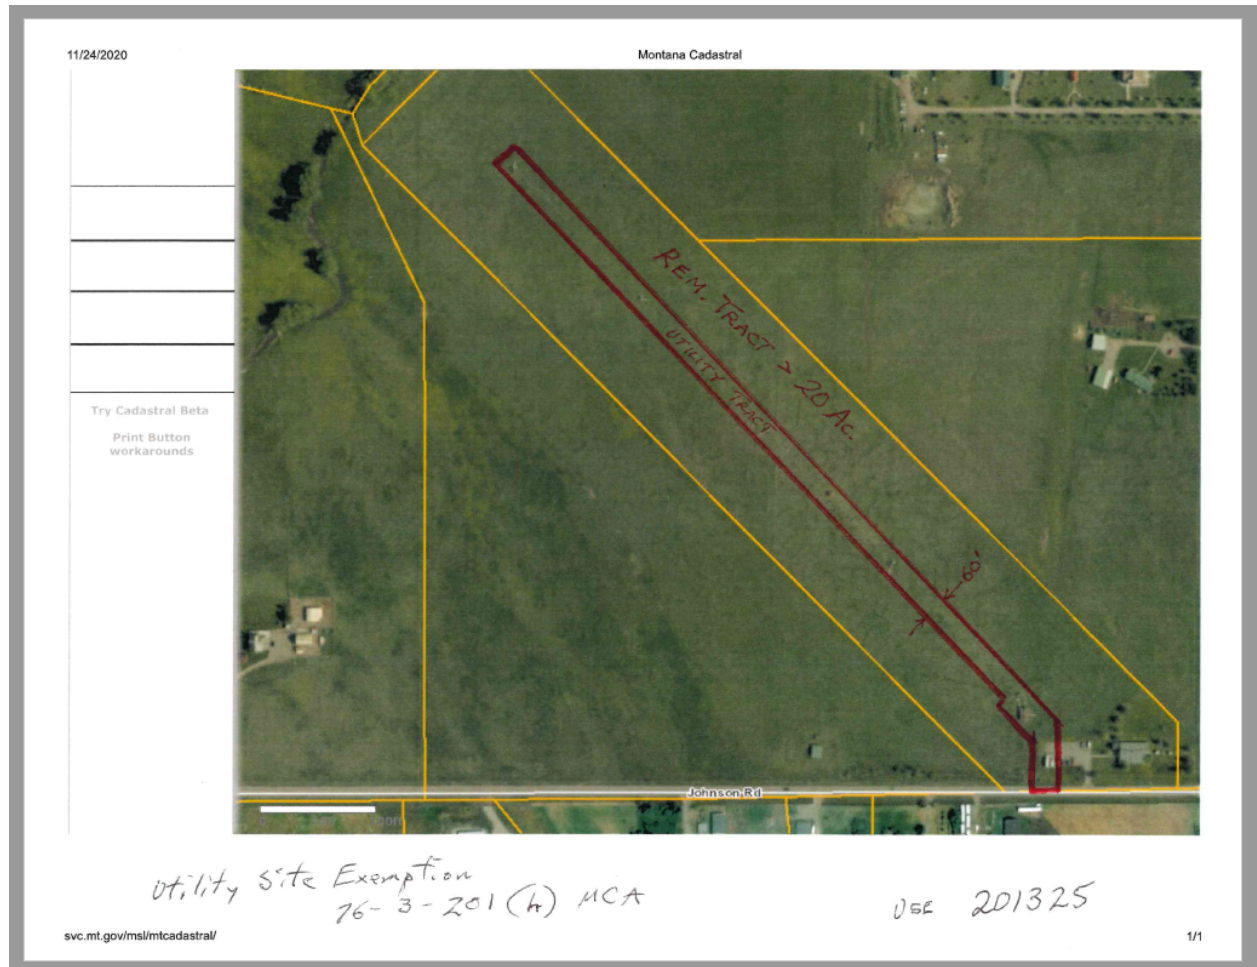 11/24/2020
Montana Cadastral
REM. TRACT > 20 AC.
UTILITY TRACT
60'
Try Cadastral Beta
Print Button
workarounds
Johnson Rd
Utility Site Exemption
76-3-201(h) MCA
USE 201325
svc.mt.gov/msl/mtcadastral/
1/1